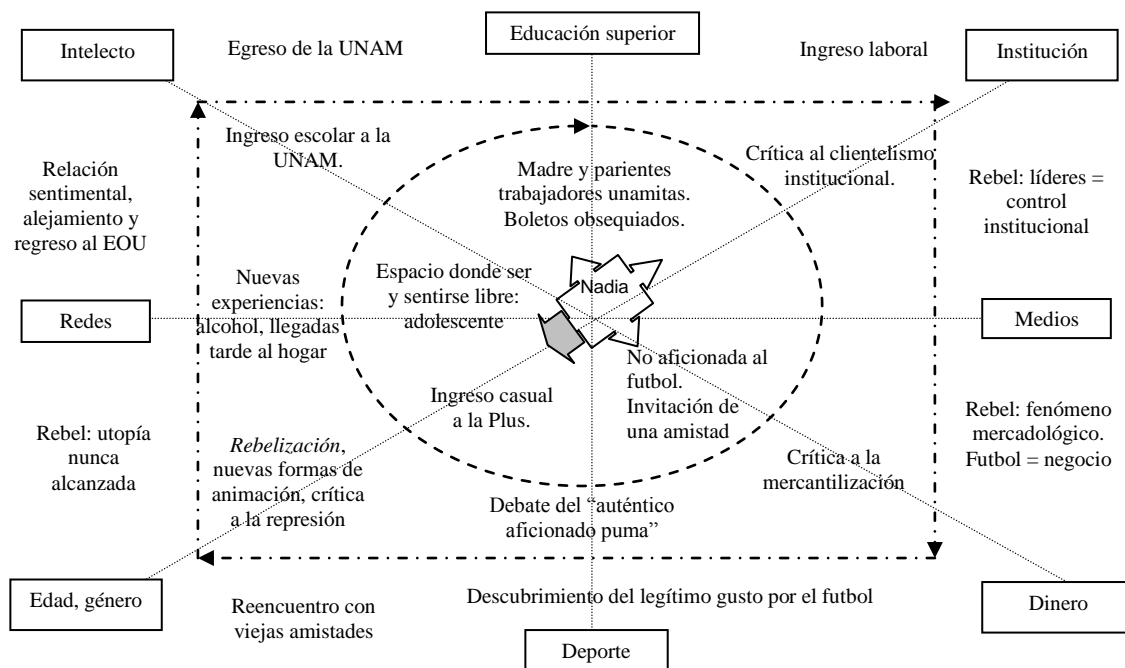 Intelecto
Egreso de la UNAM
Educación superior
Ingreso laboral
Institución
Ingreso escolar a la
UNAM.
Madre y parientes
trabajadores unamitas.
Boletos obsequiados.
Crítica al clientelismo
institucional.
Relación
sentimental,
alejamiento y
regreso al EOU
Rebel: líderes =
control
institucional
Nuevas
experiencias:
alcohol, llegadas
tarde al hogar
Espacio donde ser
y sentirse libre:
adolescente
Nadia
Redes
Medios
No aficionada al
futbol.
Invitación de
una amistad
Ingreso casual
a la Plus.
Rebel: utopía
nunca
alcanzada
Rebelización,
nuevas formas de
animación, crítica
a la represión
Crítica a la
mercantilización
Rebel: fenómeno
mercadológico.
Futbol = negocio
Debate del “auténtico
aficionado puma”
Edad, género
Reencuentro con
viejas amistades
Descubrimiento del legítimo gusto por el futbol
Deporte
Dinero